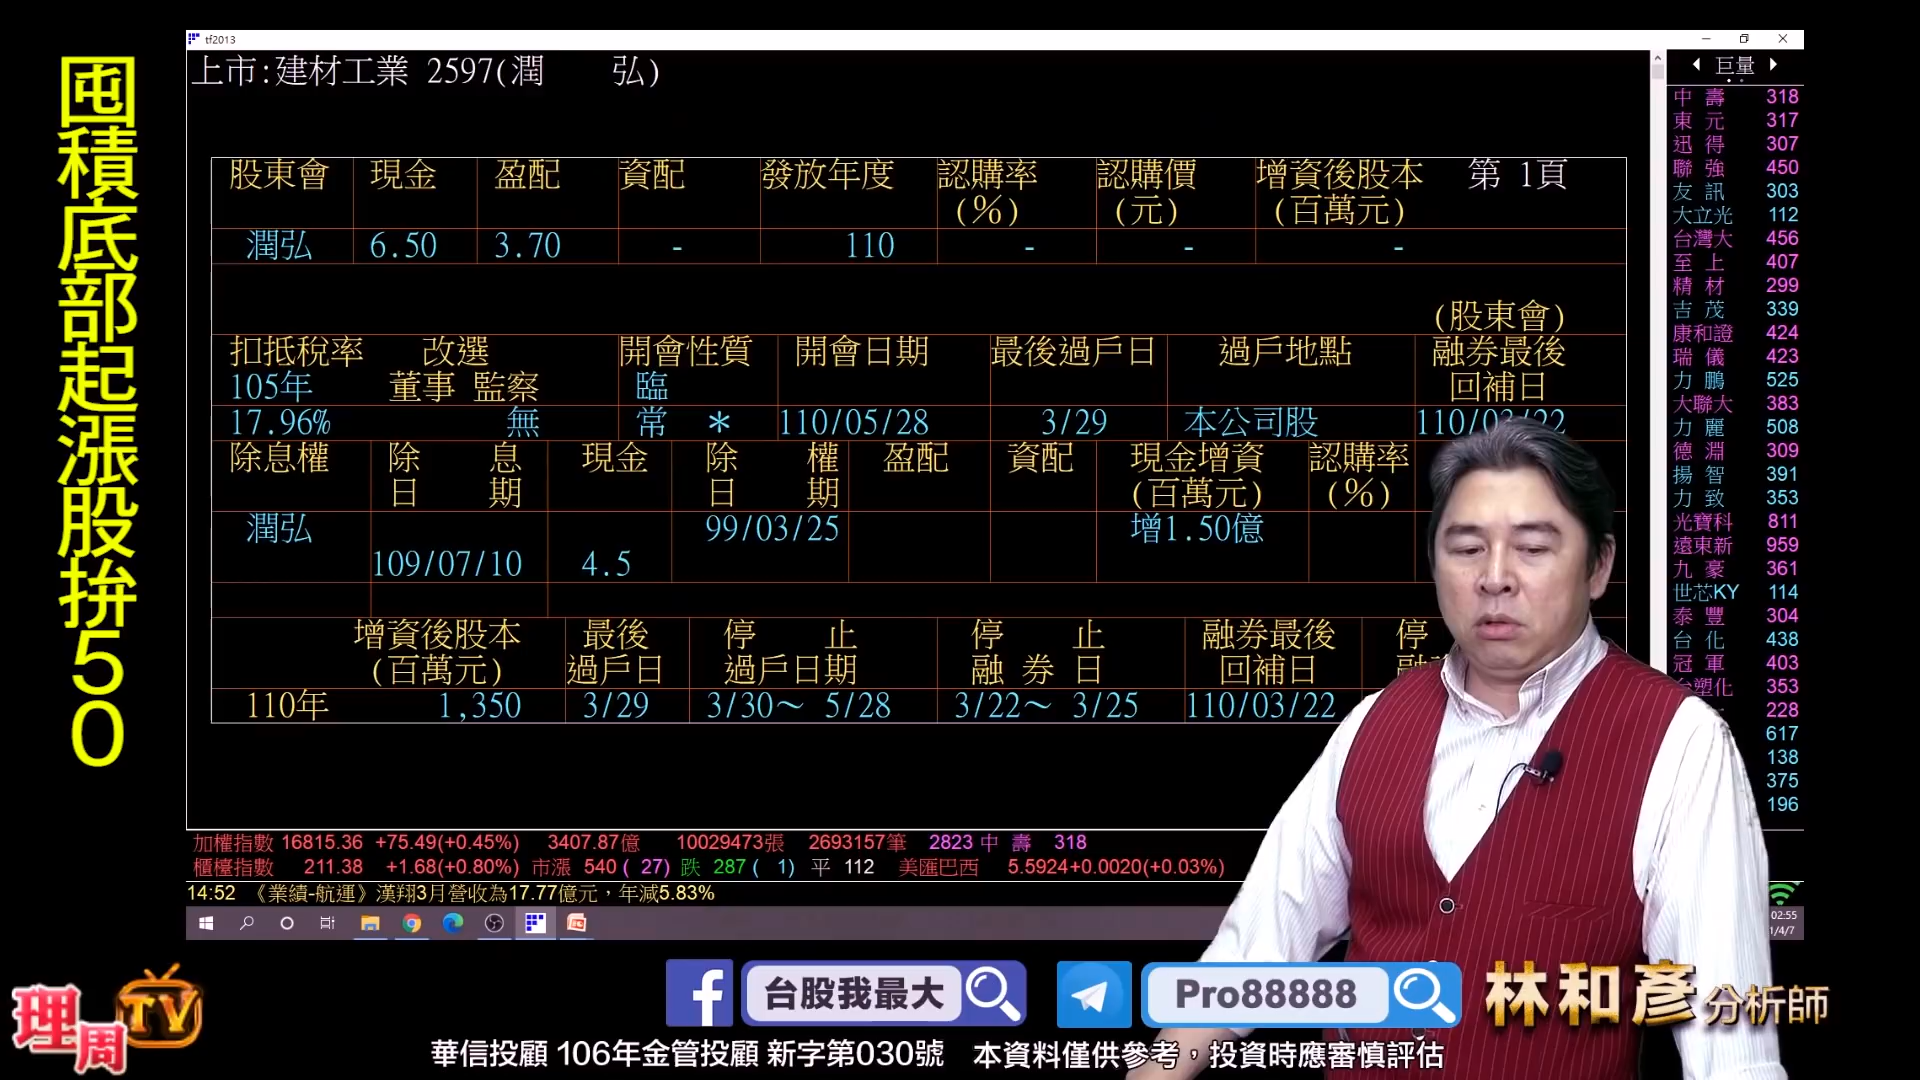 囤積底部起漲股拚50
tf2013
上市:建材工業 2597(潤 弘)
股東會 現金 盈配 資配 發放年度 認購率(%) 認購價(元) 增資後股本(百萬元) 第 1頁
潤弘 6.50 3.70 - 110 - - -
(股東會)
扣抵稅率 改選 開會性質 開會日期 最後過戶日 過戶地點 融券最後回補日
105年 董事 監察 臨
17.96% 無 常 * 110/05/28 3/29 本公司股 110/03/22
除息權 除息日期 現金 除權日期 盈配 資配 現金增資(百萬元) 認購率(%)
潤弘 99/03/25 增1.50億
109/07/10 4.5
增資後股本(百萬元) 最後過戶日 停止過戶日期 停止融券日 融券最後回補日 停
110年 1,350 3/29 3/30～ 5/28 3/22～ 3/25 110/03/22
巨量
中壽 318
東元 317
迅得 307
聯強 450
友訊 303
大立光 112
台灣大 456
至上 407
精材 299
吉茂 339
康和證 424
瑞儀 423
力鵬 525
大聯大 383
力麗 508
德淵 309
揚智 391
力致 353
光寶科 811
遠東新 959
九豪 361
世芯KY 114
泰豐 304
台化 438
冠軍 403
台塑化 353
228
617
138
375
196
加權指數 16815.36 +75.49(+0.45%) 3407.87億 10029473張 2693157筆 2823 中壽 318
櫃檯指數 211.38 +1.68(+0.80%) 市漲 540 ( 27) 跌 287 ( 1) 平 112 美匯巴西 5.5924+0.0020(+0.03%)
14:52 《業績-航運》漢翔3月營收為17.77億元，年減5.83%
02:55
1/4/7
理周TV
台股我最大
Pro88888
林和彥分析師
華信投顧 106年金管投顧 新字第030號 本資料僅供參考，投資時應審慎評估